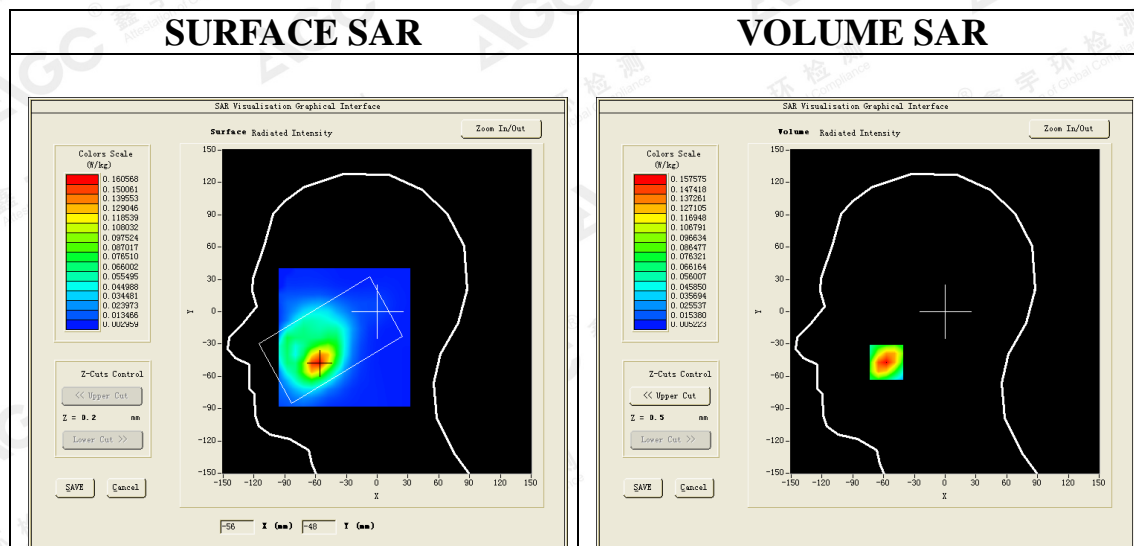 SURFACE SAR
VOLUME SAR
SAR Visualisation Graphical Interface
Surface Radiated Intensity
Zoom In/Out
Colors Scale
(W/kg)
0.160568
0.150061
0.139553
0.129046
0.118539
0.108032
0.097524
0.087017
0.076510
0.066002
0.055495
0.044988
0.034481
0.023973
0.013466
0.002959
Z-Cuts Control
<< Upper Cut
Z = 0.2 mm
Lower Cut >>
SAVE
Cancel
150
120
90
60
30
0
-30
-60
-90
-120
-150
Y
-150 -120 -90 -60 -30 0 30 60 90 120 150
X
-56 X (mm) -48 Y (mm)
SAR Visualisation Graphical Interface
Volume Radiated Intensity
Zoom In/Out
Colors Scale
(W/kg)
0.157575
0.147418
0.137261
0.127105
0.116948
0.106791
0.096634
0.086477
0.076321
0.066164
0.056007
0.045850
0.035694
0.025537
0.015380
0.005223
Z-Cuts Control
<< Upper Cut
Z = 0.5 mm
Lower Cut >>
SAVE
Cancel
150
120
90
60
30
0
-30
-60
-90
-120
-150
Y
-150 -120 -90 -60 -30 0 30 60 90 120 150
X